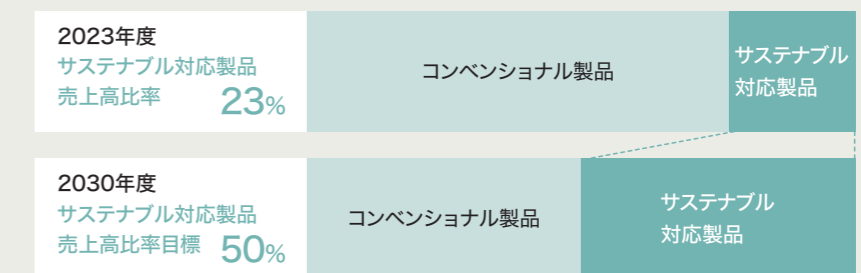 2023年度
サステナブル対応製品
売上高比率 23%
コンベンショナル製品
サステナブル
対応製品
2030年度
サステナブル対応製品
売上高比率目標 50%
コンベンショナル製品
サステナブル
対応製品